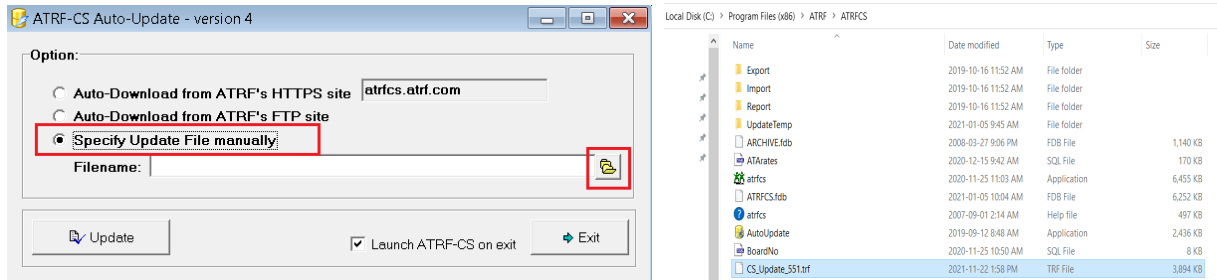 ATRF-CS Auto-Update - version 4
Option:
Auto-Download from ATRF's HTTPS site atrfcs.atrf.com
Auto-Download from ATRF's FTP site
Specify Update File manually
Filename:
Update
Launch ATRF-CS on exit
Exit
Local Disk (C:) > Program Files (x86) > ATRF > ATRFCS
Name Date modified Type Size
Export 2019-10-16 11:52 AM File folder
Import 2019-10-16 11:52 AM File folder
Report 2019-10-16 11:52 AM File folder
UpdateTemp 2021-01-05 9:45 AM File folder
ARCHIVE.fdb 2008-03-27 9:06 PM FDB File 1,140 KB
ATArates 2020-12-15 9:42 AM SQL File 170 KB
atrfcs 2020-11-25 11:03 AM Application 6,455 KB
ATRFCS.fdb 2021-01-05 10:04 AM FDB File 6,252 KB
atrfcs 2007-09-01 2:14 AM Help file 497 KB
AutoUpdate 2019-09-12 8:48 AM Application 2,436 KB
BoardNo 2020-11-25 10:50 AM SQL File 8 KB
CS_Update_551.trf 2021-11-22 1:58 PM TRF File 3,894 KB